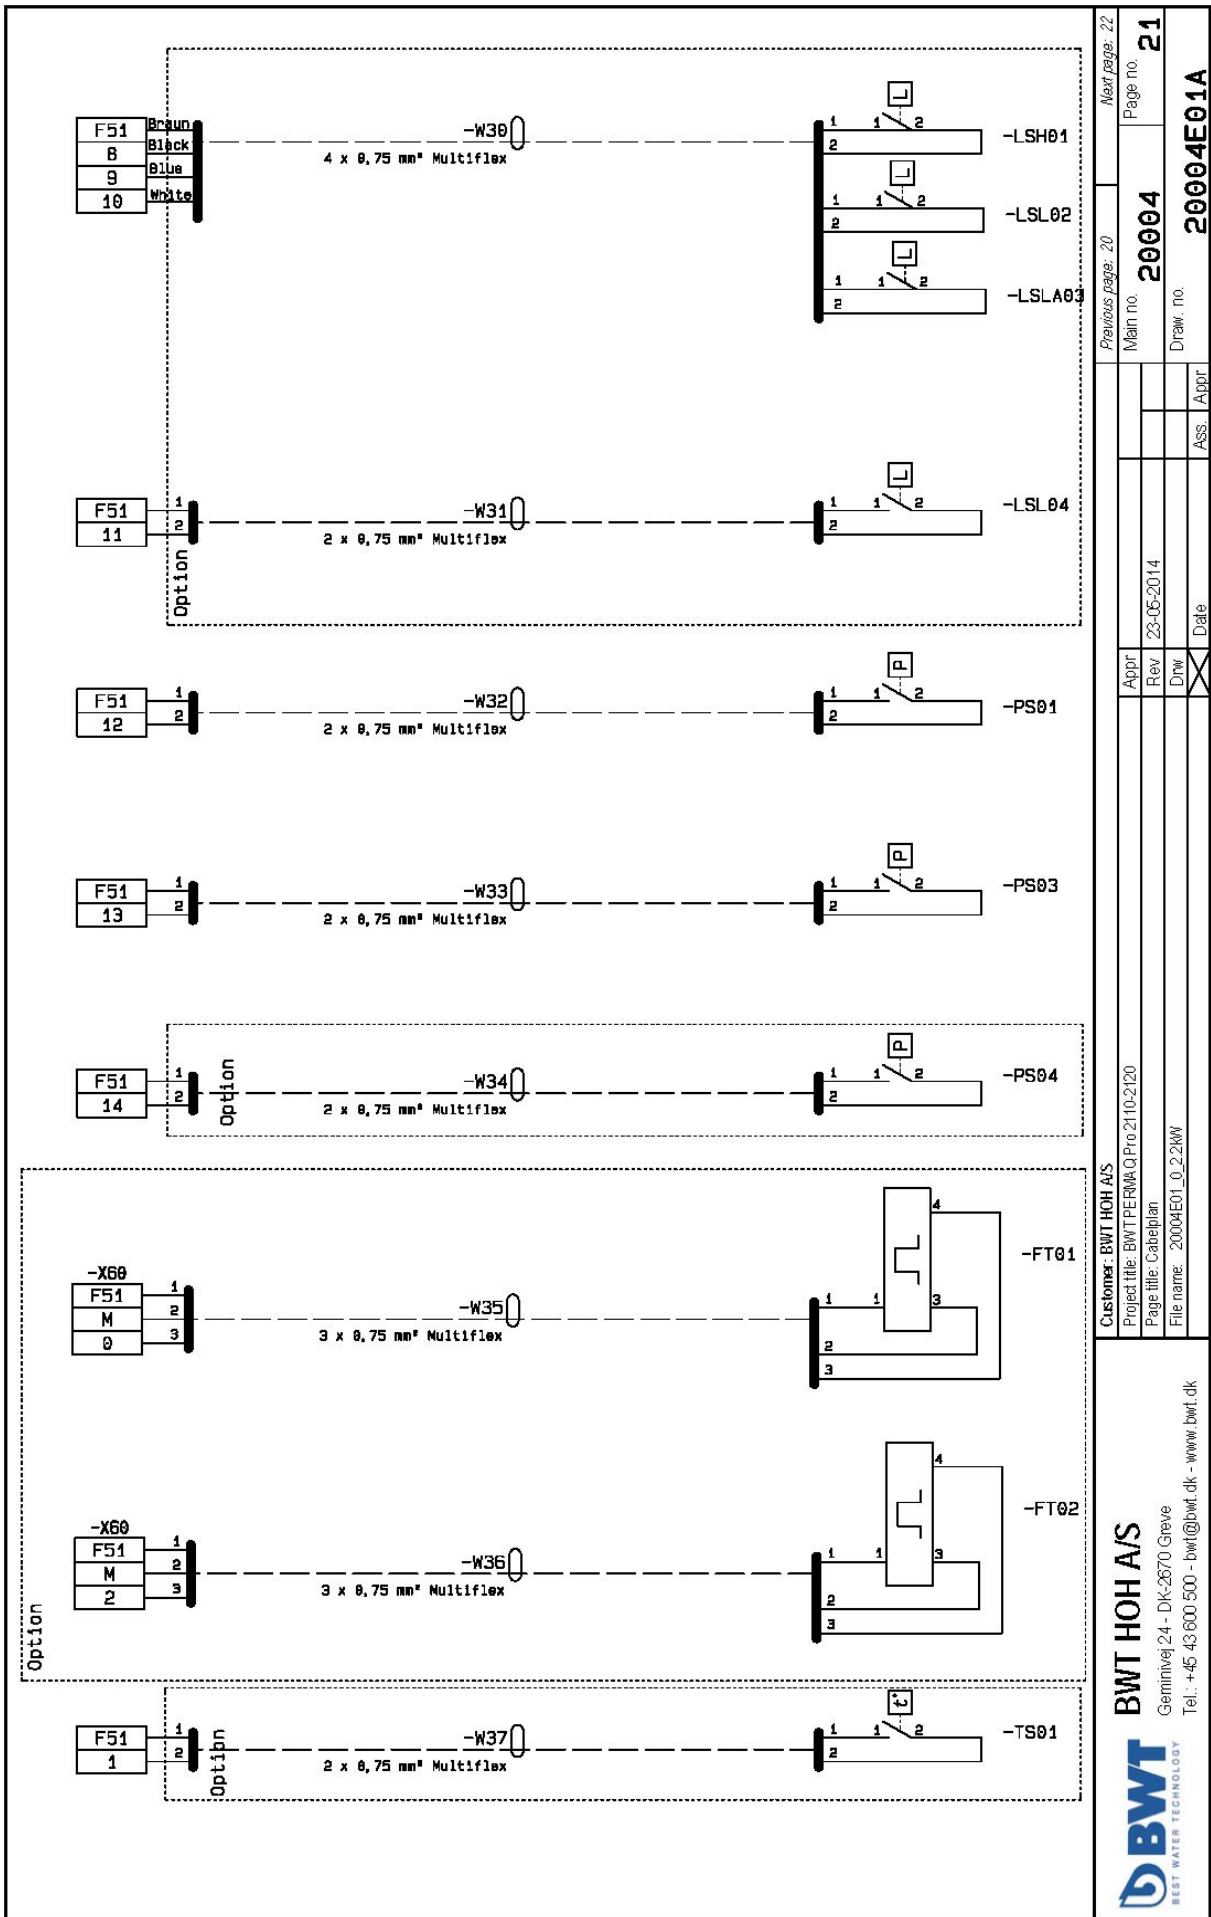 F51 Braun
8 Black
9 Blue
10 White
-W30
4 x 0,75 mm² Multiflex
1
2
1 2
L
-LSH01
1
2
1 2
L
-LSL02
1
2
1 2
L
-LSLA03
F51 1
11 2
Option
-W31
2 x 0,75 mm² Multiflex
1
2
1 2
L
-LSL04
F51 1
12 2
-W32
2 x 0,75 mm² Multiflex
1
2
1 2
P
-PS01
F51 1
13 2
-W33
2 x 0,75 mm² Multiflex
1
2
1 2
P
-PS03
F51 1
14 2
Option
-W34
2 x 0,75 mm² Multiflex
1
2
1 2
P
-PS04
-X60
F51 1
M 2
0 3
-W35
3 x 0,75 mm² Multiflex
1
2
3
1 3
4
-FT01
-X60
F51 1
M 2
2 3
Option
-W36
3 x 0,75 mm² Multiflex
1
2
3
1 3
4
-FT02
F51 1
1 2
Option
-W37
2 x 0,75 mm² Multiflex
1
2
1 2
t°
-TS01
BWT
BEST WATER TECHNOLOGY
BWT HOH A/S
Geminivej 24 - DK-2670 Greve
Tel.: +45 43 600 500 - bwt@bwt.dk - www.bwt.dk
Customer: BWT HOH A/S
Project title: BWT PERMAQ Pro 2110-2120
Page title: Cabelplan
File name: 20004E01_0_2.2kW
Appr
Rev 23-05-2014
Drw
Date Ass. Appr
Previous page: 20
Next page: 22
Main no. 20004
Page no. 21
Draw. no. 20004E01A